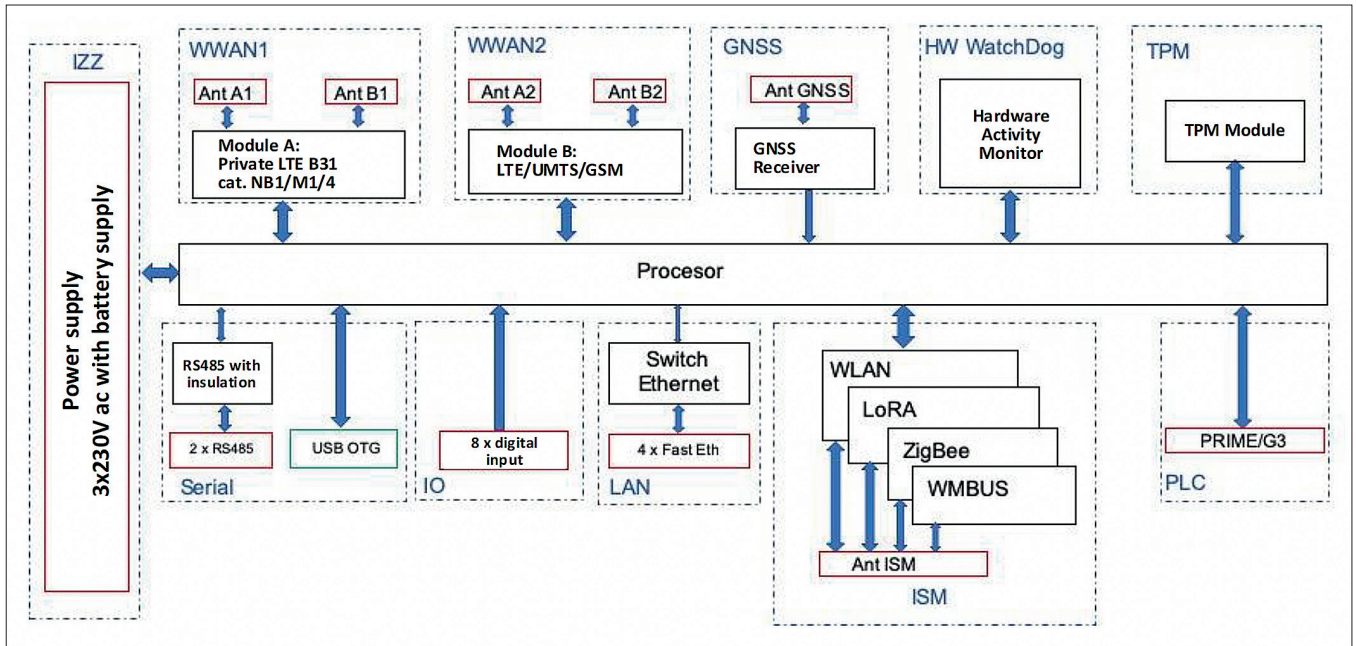 IZZ
Power supply
3x230V ac with battery supply
WWAN1
Ant A1
Ant B1
Module A:
Private LTE B31
cat. NB1/M1/4
WWAN2
Ant A2
Ant B2
Module B:
LTE/UMTS/GSM
GNSS
Ant GNSS
GNSS
Receiver
HW WatchDog
Hardware
Activity
Monitor
TPM
TPM Module
Procesor
RS485 with
insulation
2 x RS485
USB OTG
Serial
8 x digital
input
IO
Switch
Ethernet
4 x Fast Eth
LAN
WLAN
LoRA
ZigBee
WMBUS
Ant ISM
ISM
PRIME/G3
PLC